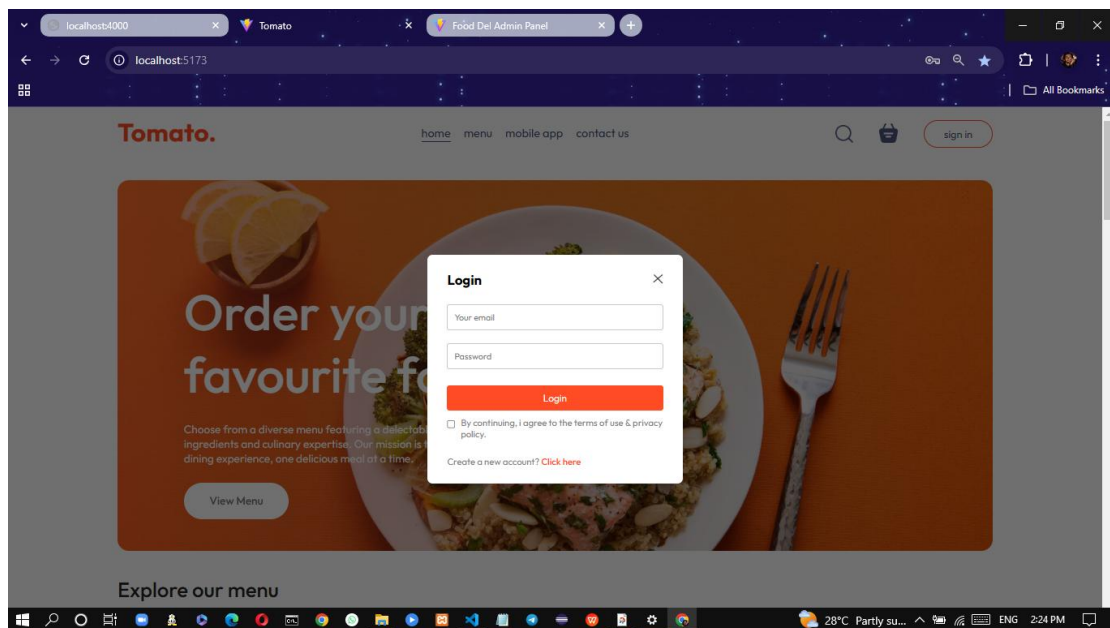 localhost:4000
Tomato
Food Del Admin Panel
localhost:5173
All Bookmarks
Tomato.
home menu mobile app contact us
sign in
Order your
favourite fo
Choose from a diverse menu featuring a delectabl
ingredients and culinary expertise. Our mission is t
dining experience, one delicious meal at a time.
View Menu
Login
Your email
Password
Login
By continuing, i agree to the terms of use & privacy
policy.
Create a new account? Click here
Explore our menu
28°C Partly su... ENG 2:24 PM